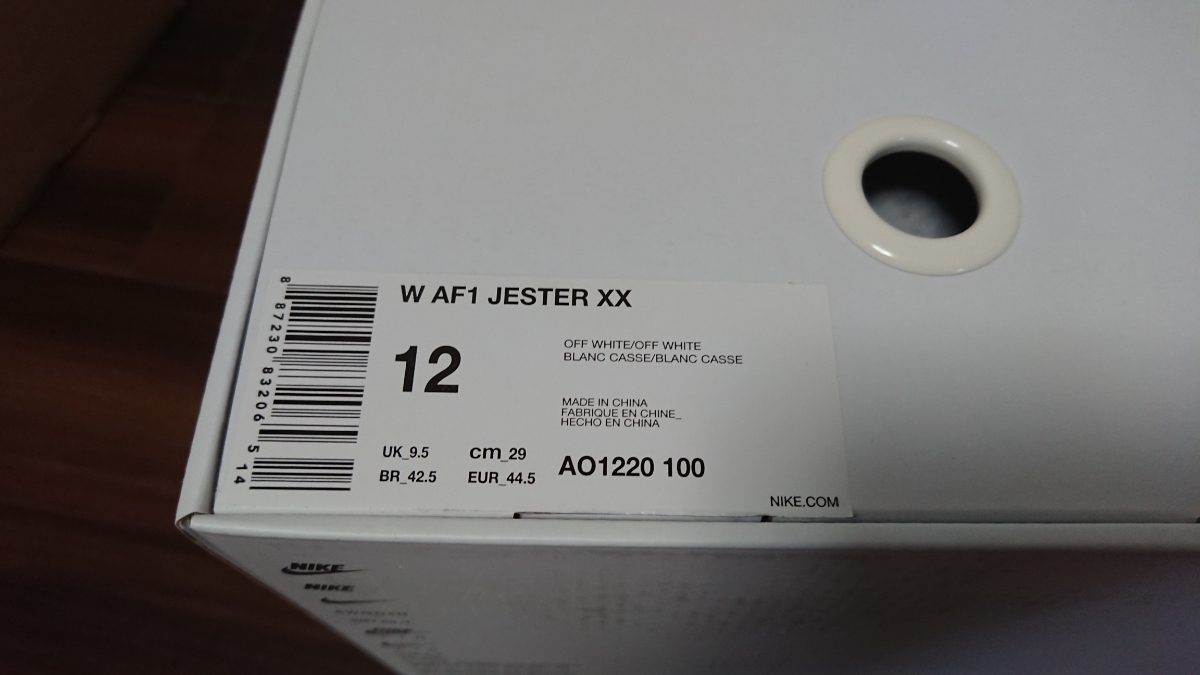 W AF1 JESTER XX
12
OFF WHITE/OFF WHITE
BLANC CASSE/BLANC CASSE
MADE IN CHINA
FABRIQUE EN CHINE_
HECHO EN CHINA
UK_9.5 cm_29
BR_42.5 EUR_44.5
AO1220 100
NIKE.COM
8 87230 83206 5 14
NIKE
NIKE